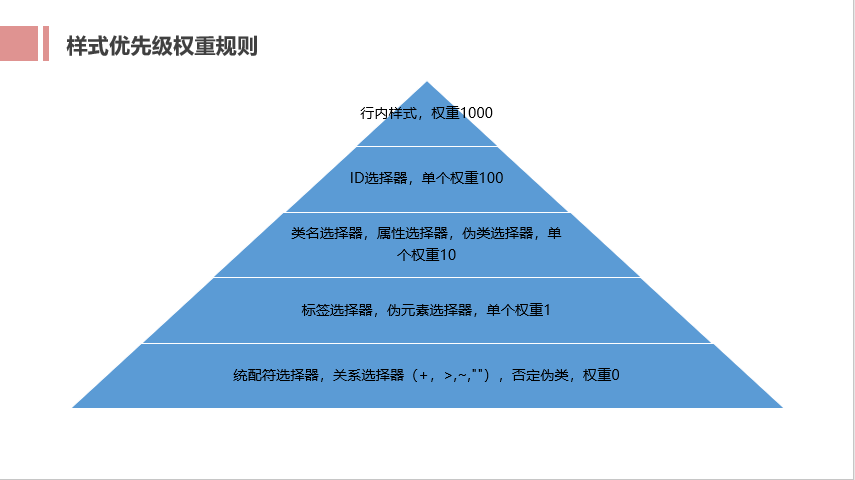 样式优先级权重规则
行内样式，权重1000
ID选择器，单个权重100
类名选择器，属性选择器，伪类选择器，单
个权重10
标签选择器，伪元素选择器，单个权重1
统配符选择器，关系选择器（+，>,~,""），否定伪类，权重0